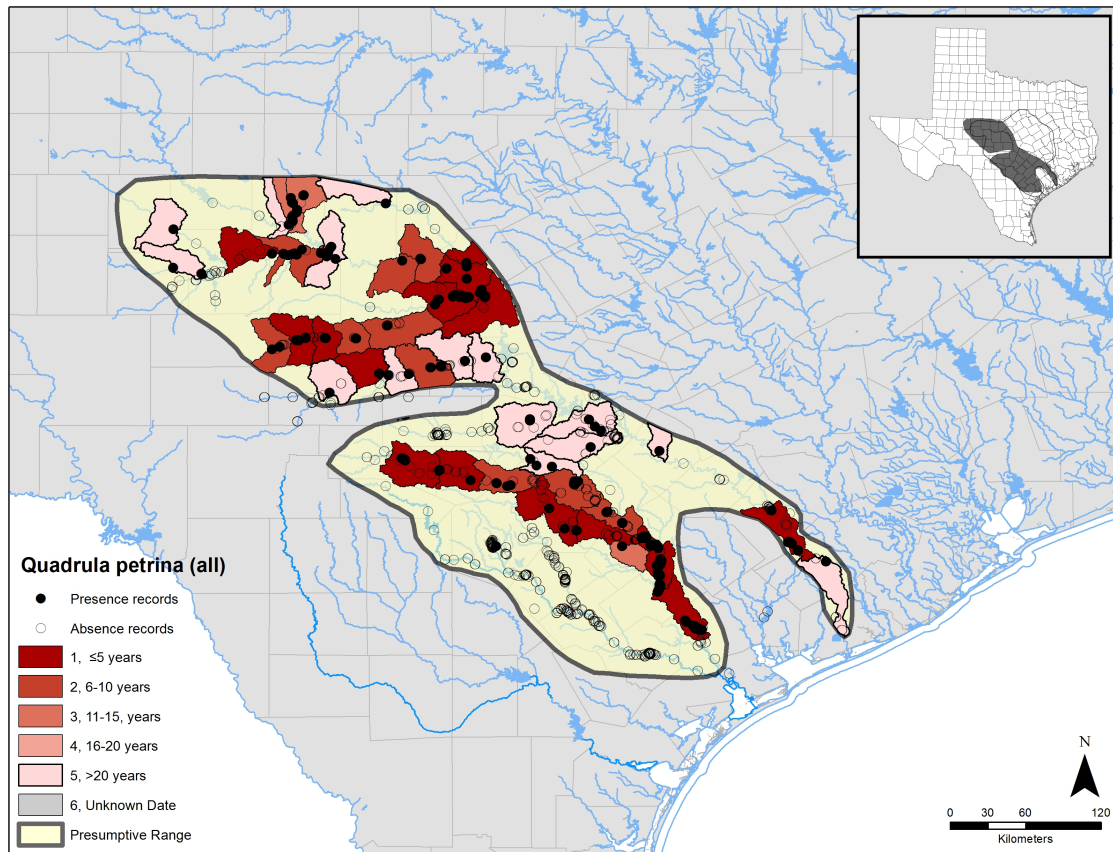 Quadrula petrina (all)
Presence records
Absence records
1, ≤5 years
2, 6-10 years
3, 11-15, years
4, 16-20 years
5, >20 years
6, Unknown Date
Presumptive Range
N
0 30 60 120
Kilometers